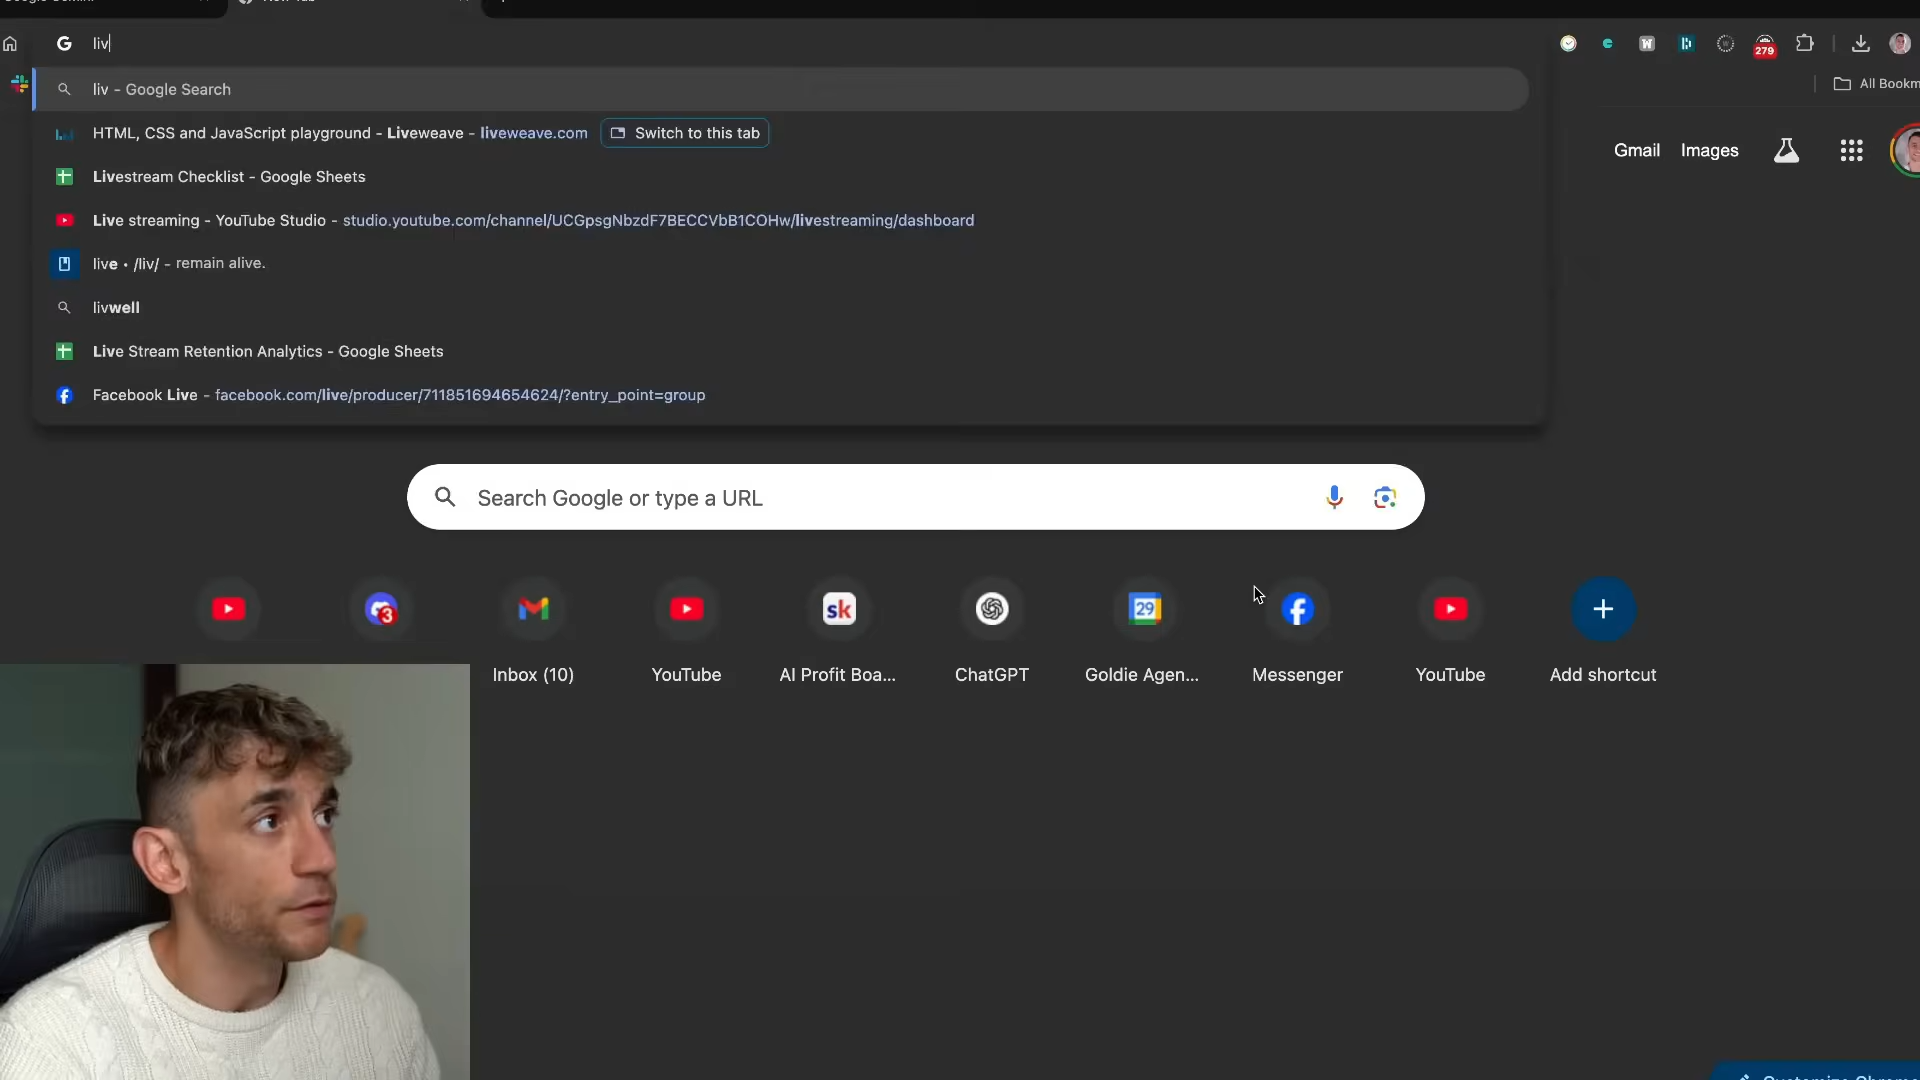 liv
liv - Google Search
HTML, CSS and JavaScript playground - Liveweave - liveweave.com Switch to this tab
Livestream Checklist - Google Sheets
Live streaming - YouTube Studio - studio.youtube.com/channel/UCGpsgNbzdF7BECCVbB1COHw/livestreaming/dashboard
live • /liv/ - remain alive.
livwell
Live Stream Retention Analytics - Google Sheets
Facebook Live - facebook.com/live/producer/711851694654624/?entry_point=group
279
All Bookm
Gmail Images
Search Google or type a URL
3
sk
29
Inbox (10) YouTube AI Profit Boa... ChatGPT Goldie Agen... Messenger YouTube Add shortcut